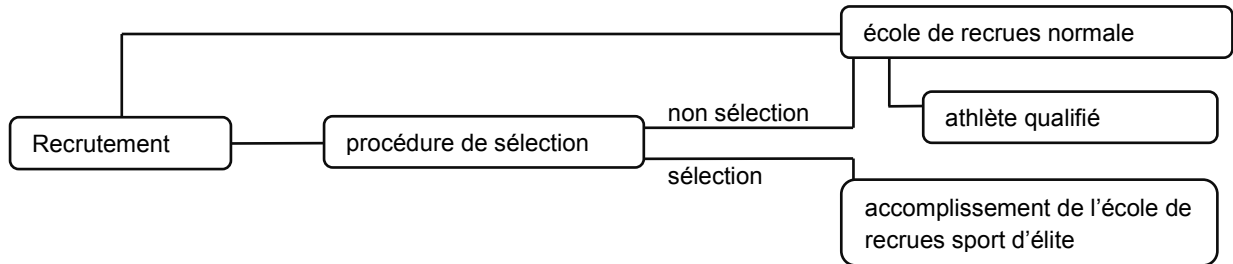 école de recrues normale
non sélection
athlète qualifié
Recrutement
procédure de sélection
sélection
accomplissement de l’école de
recrues sport d’élite